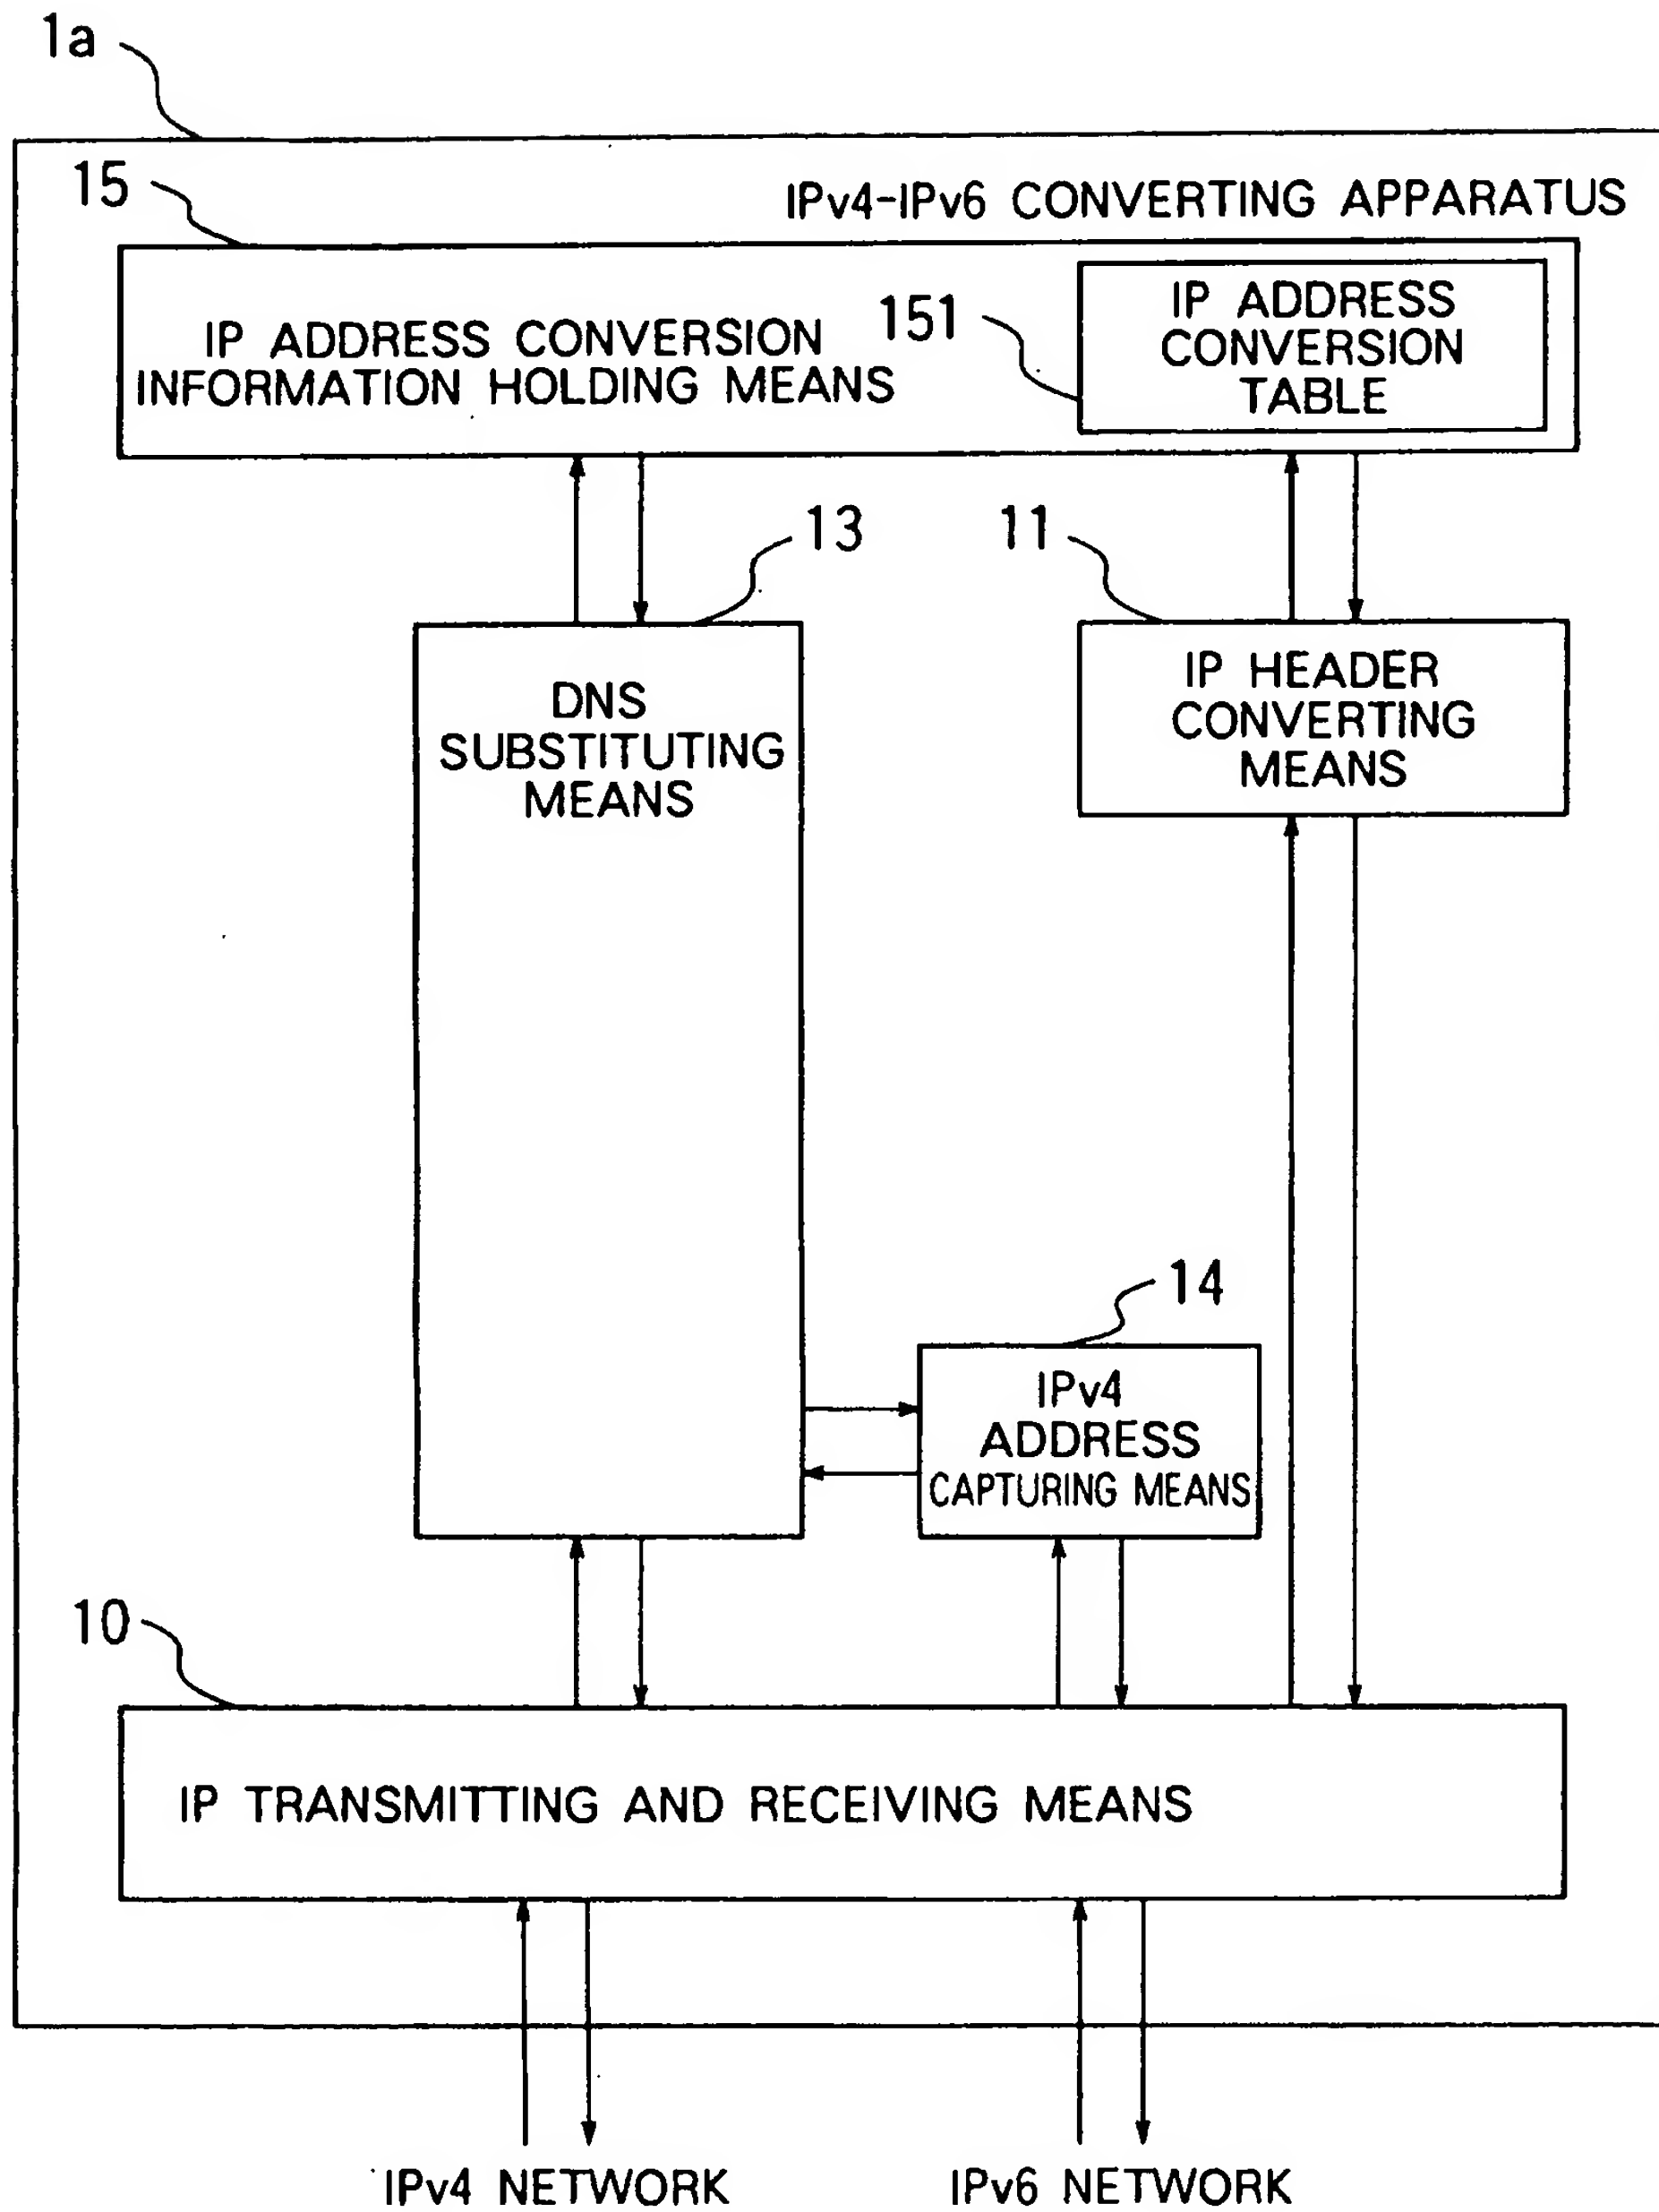 1a
15
IPv4-IPv6 CONVERTING APPARATUS
IP ADDRESS CONVERSION
INFORMATION HOLDING MEANS
151
IP ADDRESS
CONVERSION
TABLE
13
11
DNS
SUBSTITUTING
MEANS
IP HEADER
CONVERTING
MEANS
14
IPv4
ADDRESS
CAPTURING MEANS
10
IP TRANSMITTING AND RECEIVING MEANS
IPv4 NETWORK
IPv6 NETWORK